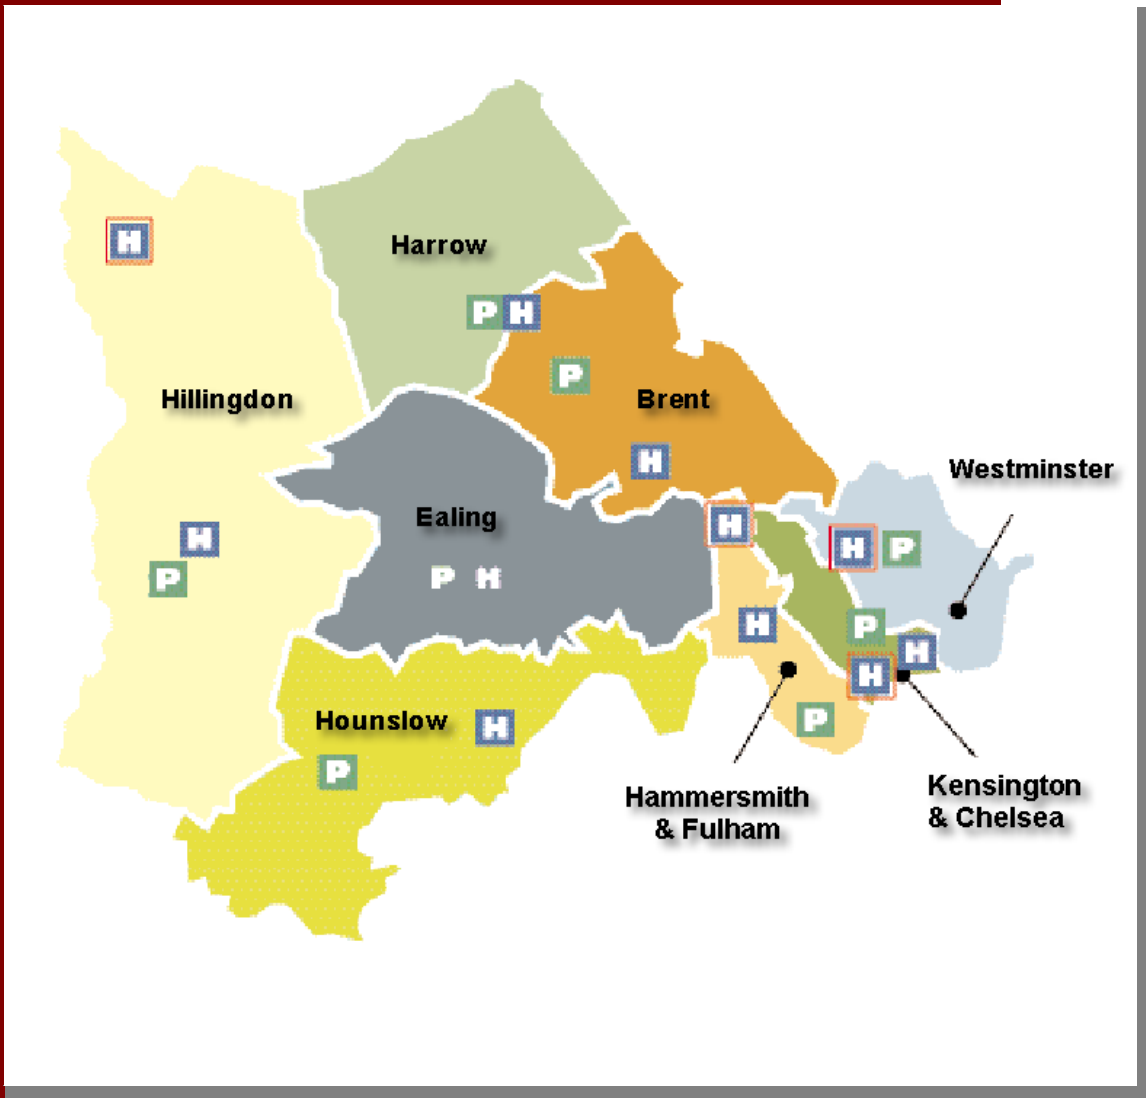 H
Harrow
P H
P
Hillingdon
Brent
H
Westminster
Ealing
H
H
H P
P
P H
H
P
H
H
Hounslow
H
P
P
Hammersmith
& Fulham
Kensington
& Chelsea